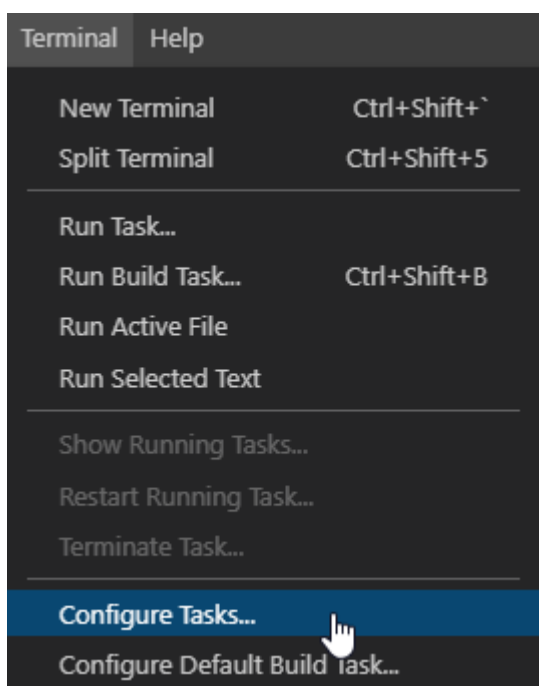 Terminal Help
New Terminal Ctrl+Shift+`
Split Terminal Ctrl+Shift+5
Run Task...
Run Build Task... Ctrl+Shift+B
Run Active File
Run Selected Text
Show Running Tasks...
Restart Running Task...
Terminate Task...
Configure Tasks...
Configure Default Build Task...